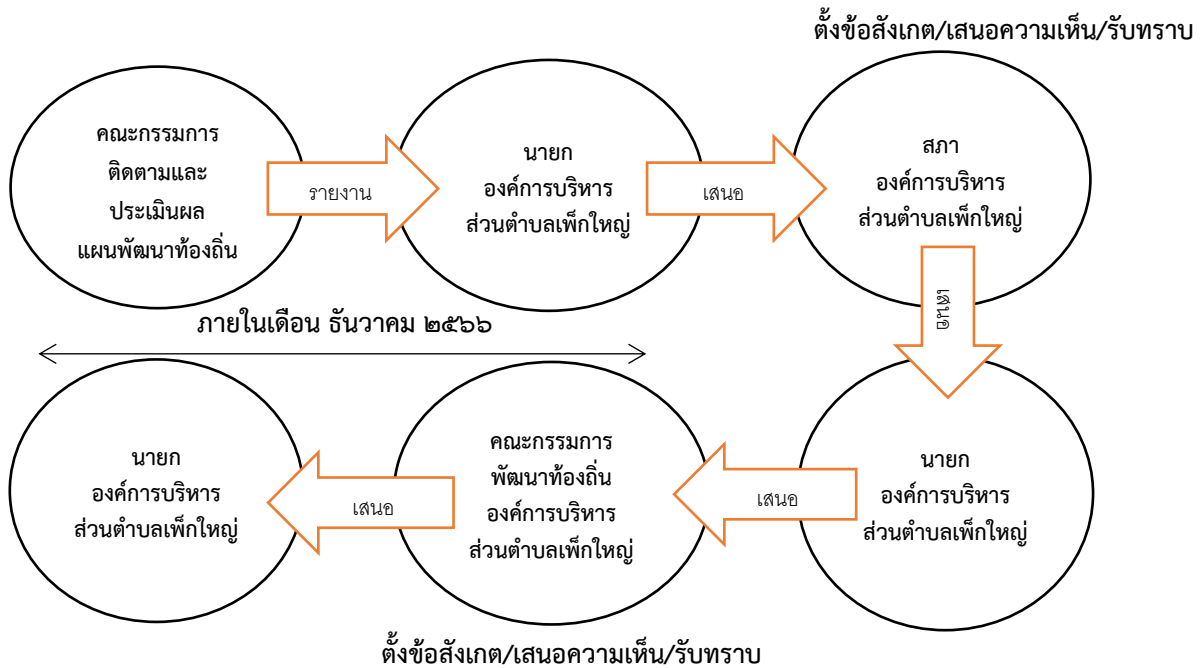 ตั้งข้อสังเกต/เสนอความเห็น/รับทราบ
คณะกรรมการ
ติดตามและ
ประเมินผล
แผนพัฒนาท้องถิ่น
รายงาน
นายก
องค์การบริหาร
ส่วนตำบลเพ็กใหญ่
เสนอ
สภา
องค์การบริหาร
ส่วนตำบลเพ็กใหญ่
เสนอ
ภายในเดือน ธันวาคม ๒๕๖๖
นายก
องค์การบริหาร
ส่วนตำบลเพ็กใหญ่
เสนอ
คณะกรรมการ
พัฒนาท้องถิ่น
องค์การบริหาร
ส่วนตำบลเพ็กใหญ่
เสนอ
นายก
องค์การบริหาร
ส่วนตำบลเพ็กใหญ่
ตั้งข้อสังเกต/เสนอความเห็น/รับทราบ